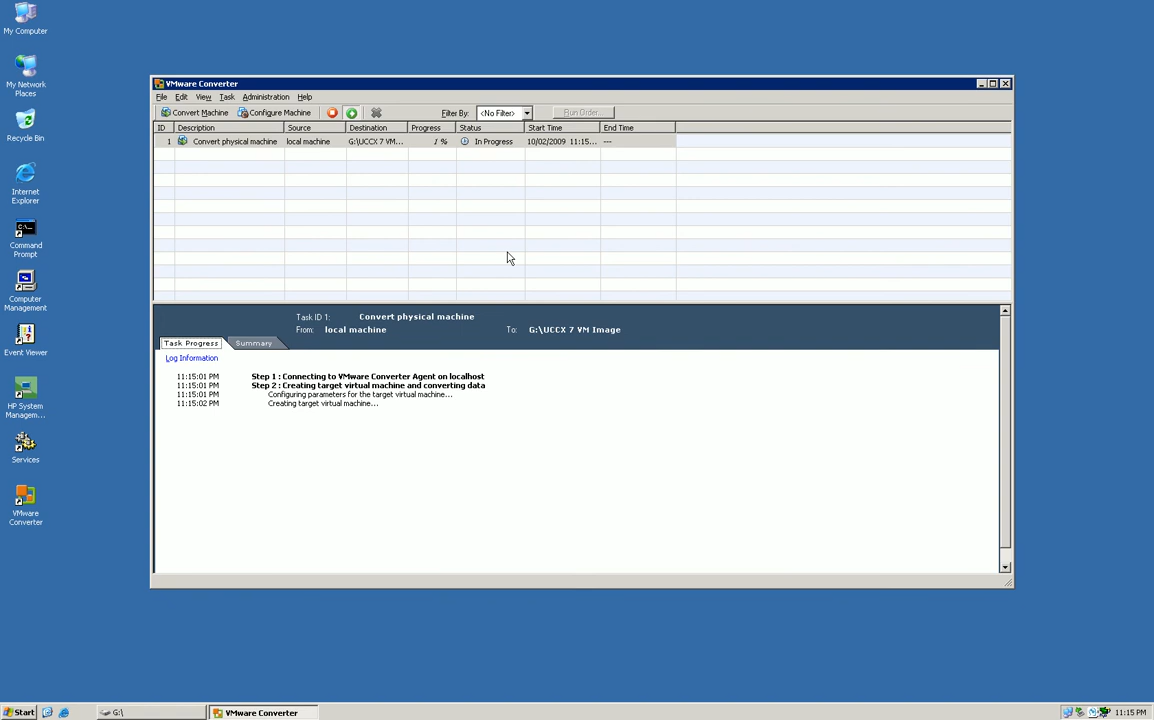 My Computer
My Network
Places
Recycle Bin
Internet
Explorer
C:\_
Command
Prompt
Computer
Management
Event Viewer
HP System
Managem...
Services
VMware
Converter
VMware Converter
File Edit View Task Administration Help
Convert Machine Configure Machine Filter By: <No Filter> Run Order...
ID Description Source Destination Progress Status Start Time End Time
1 Convert physical machine local machine G:\UCCX 7 VM... 1 % In Progress 10/02/2009 11:15... ---
Task ID 1: Convert physical machine
From: local machine To: G:\UCCX 7 VM Image
Task Progress Summary
Log Information
11:15:01 PM Step 1 : Connecting to VMware Converter Agent on localhost
11:15:01 PM Step 2 : Creating target virtual machine and converting data
11:15:01 PM Configuring parameters for the target virtual machine...
11:15:02 PM Creating target virtual machine...
Start G:\ VMware Converter 11:15 PM